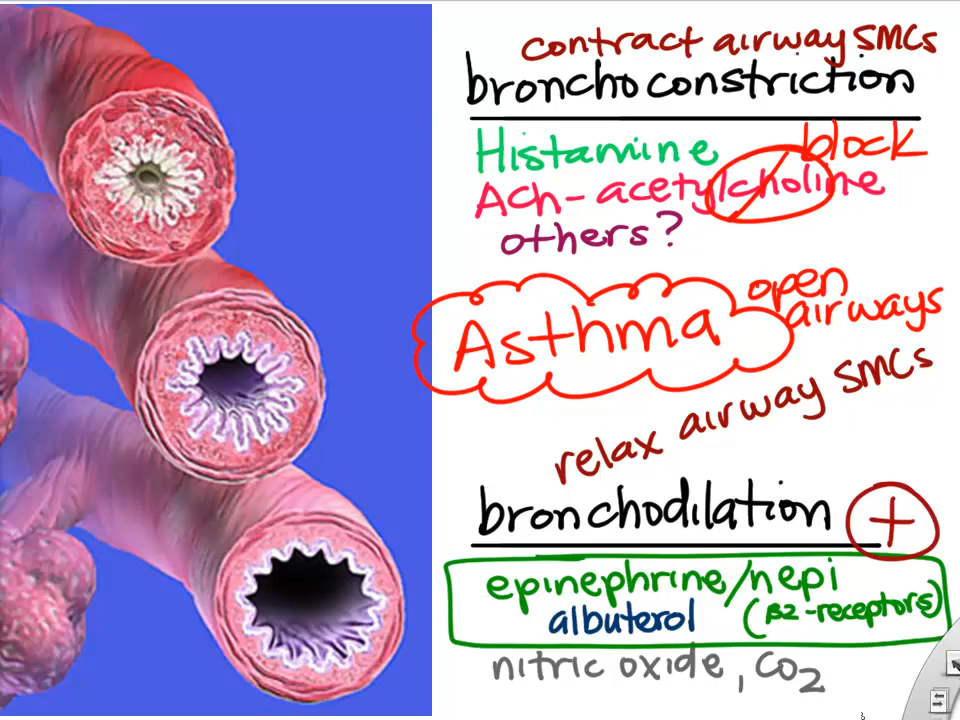 contract airway SMCs
bronchoconstriction
Histamine
block
Ach-acetylcholine
others?
Asthma
open
airways
relax airway SMCs
bronchodilation +
epinephrine/nepi
albuterol (β2-receptors)
nitric oxide, CO2